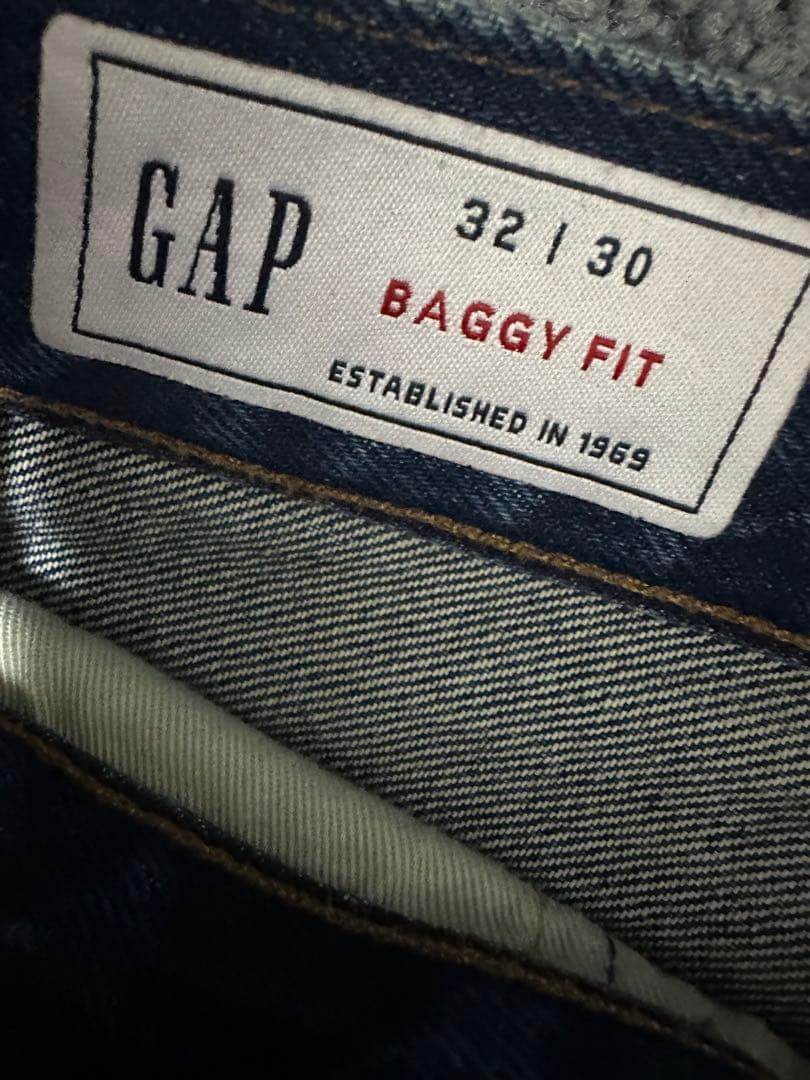 GAP
32 | 30
BAGGY FIT
ESTABLISHED IN 1969